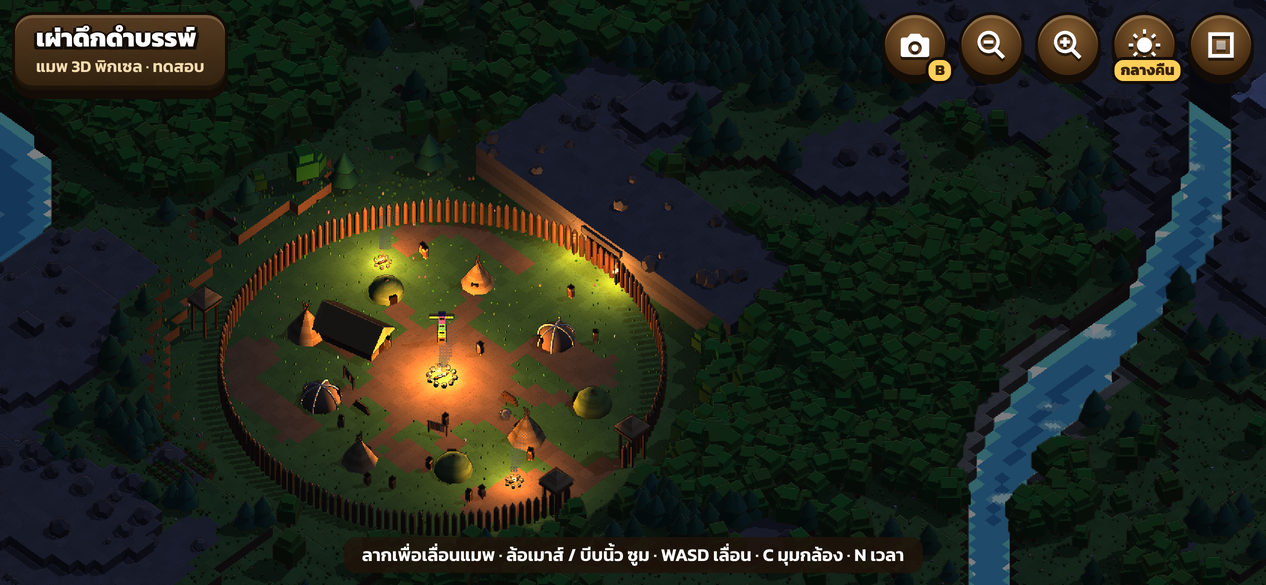 เผ่าดึกดำบรรพ์
แมพ 3D พิกเซล · ทดสอบ
B
กลางคืน
ลากเพื่อเลื่อนแมพ · ล้อเมาส์ / บีบนิ้ว ซูม · WASD เลื่อน · C มุมกล้อง · N เวลา